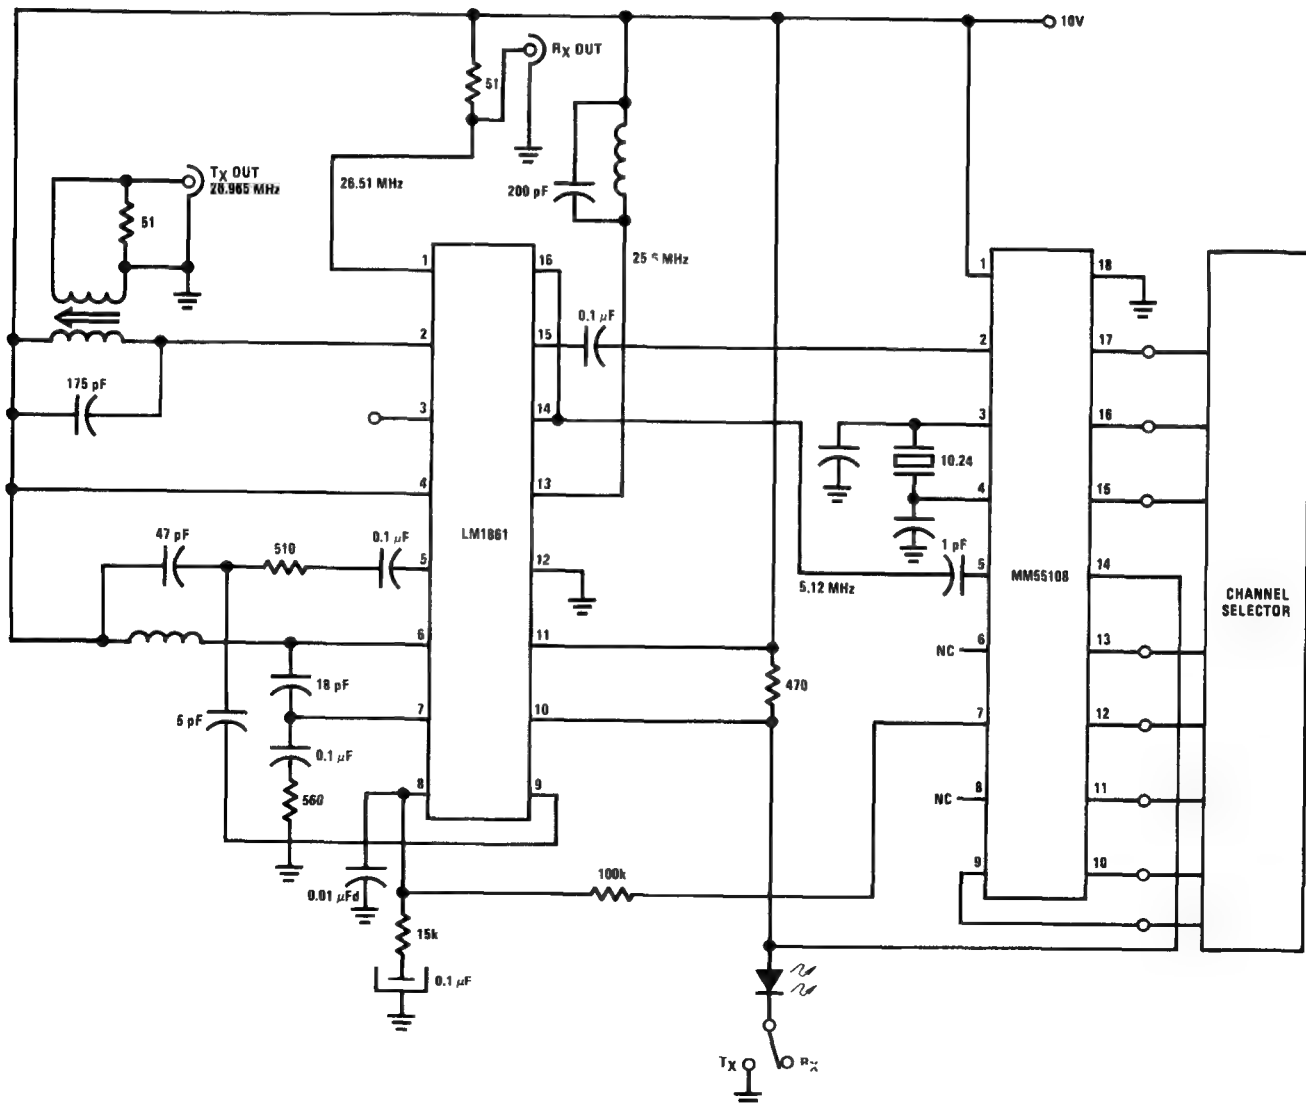 10V
RX OUT
51
TX OUT
26.965 MHz
51
26.51 MHz
200 pF
1
16
1
18
0.1 µF
2
15
2
17
175 pF
3
14
3
16
10.24
4
13
4
15
LM1861
47 pF
510
0.1 µF
5
12
1 pF
5
14
MM55108
5.12 MHz
CHANNEL
SELECTOR
6
11
NC
6
13
18 pF
470
5 pF
7
10
7
12
0.1 µF
560
8
9
NC
8
11
9
10
0.01 µFd
100k
15k
0.1 µF
TX
RX